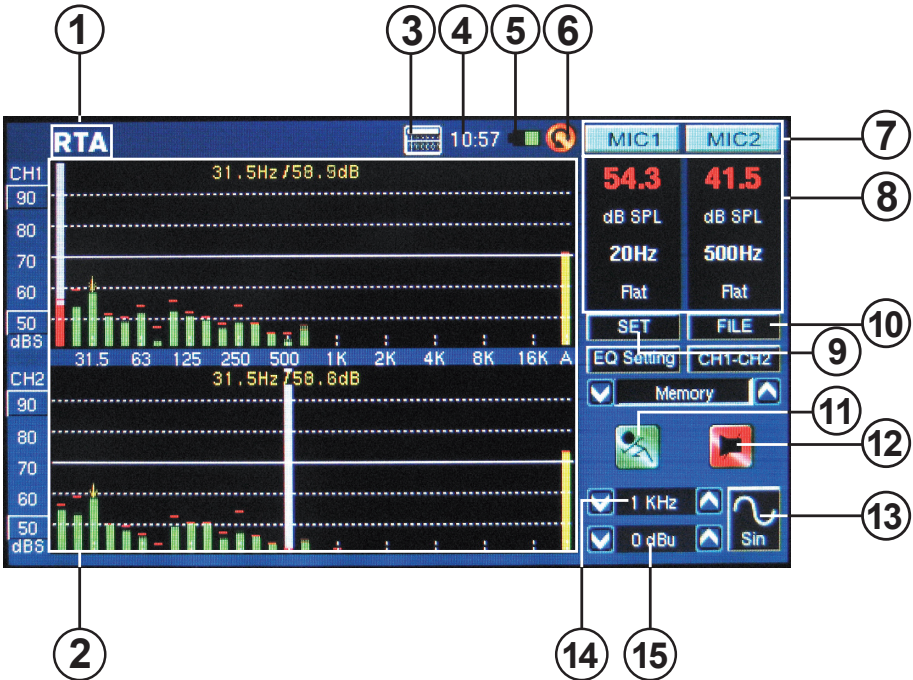 1 3 4 5 6
RTA 10:57 MIC1 MIC2 7
CH1 31.5Hz/58.9dB 54.3 41.5
90 dB SPL dB SPL 8
80 20Hz 500Hz
70 Flat Flat
60
50 SET FILE 10
dBS 9
31.5 63 125 250 500 1K 2K 4K 8K 16K A EQ Setting CH1-CH2
CH2 31.5Hz/58.6dB
90 Memory 11
80
70 12
60 1 KHz 13
50
dBS 0 dBu Sin
2 14 15